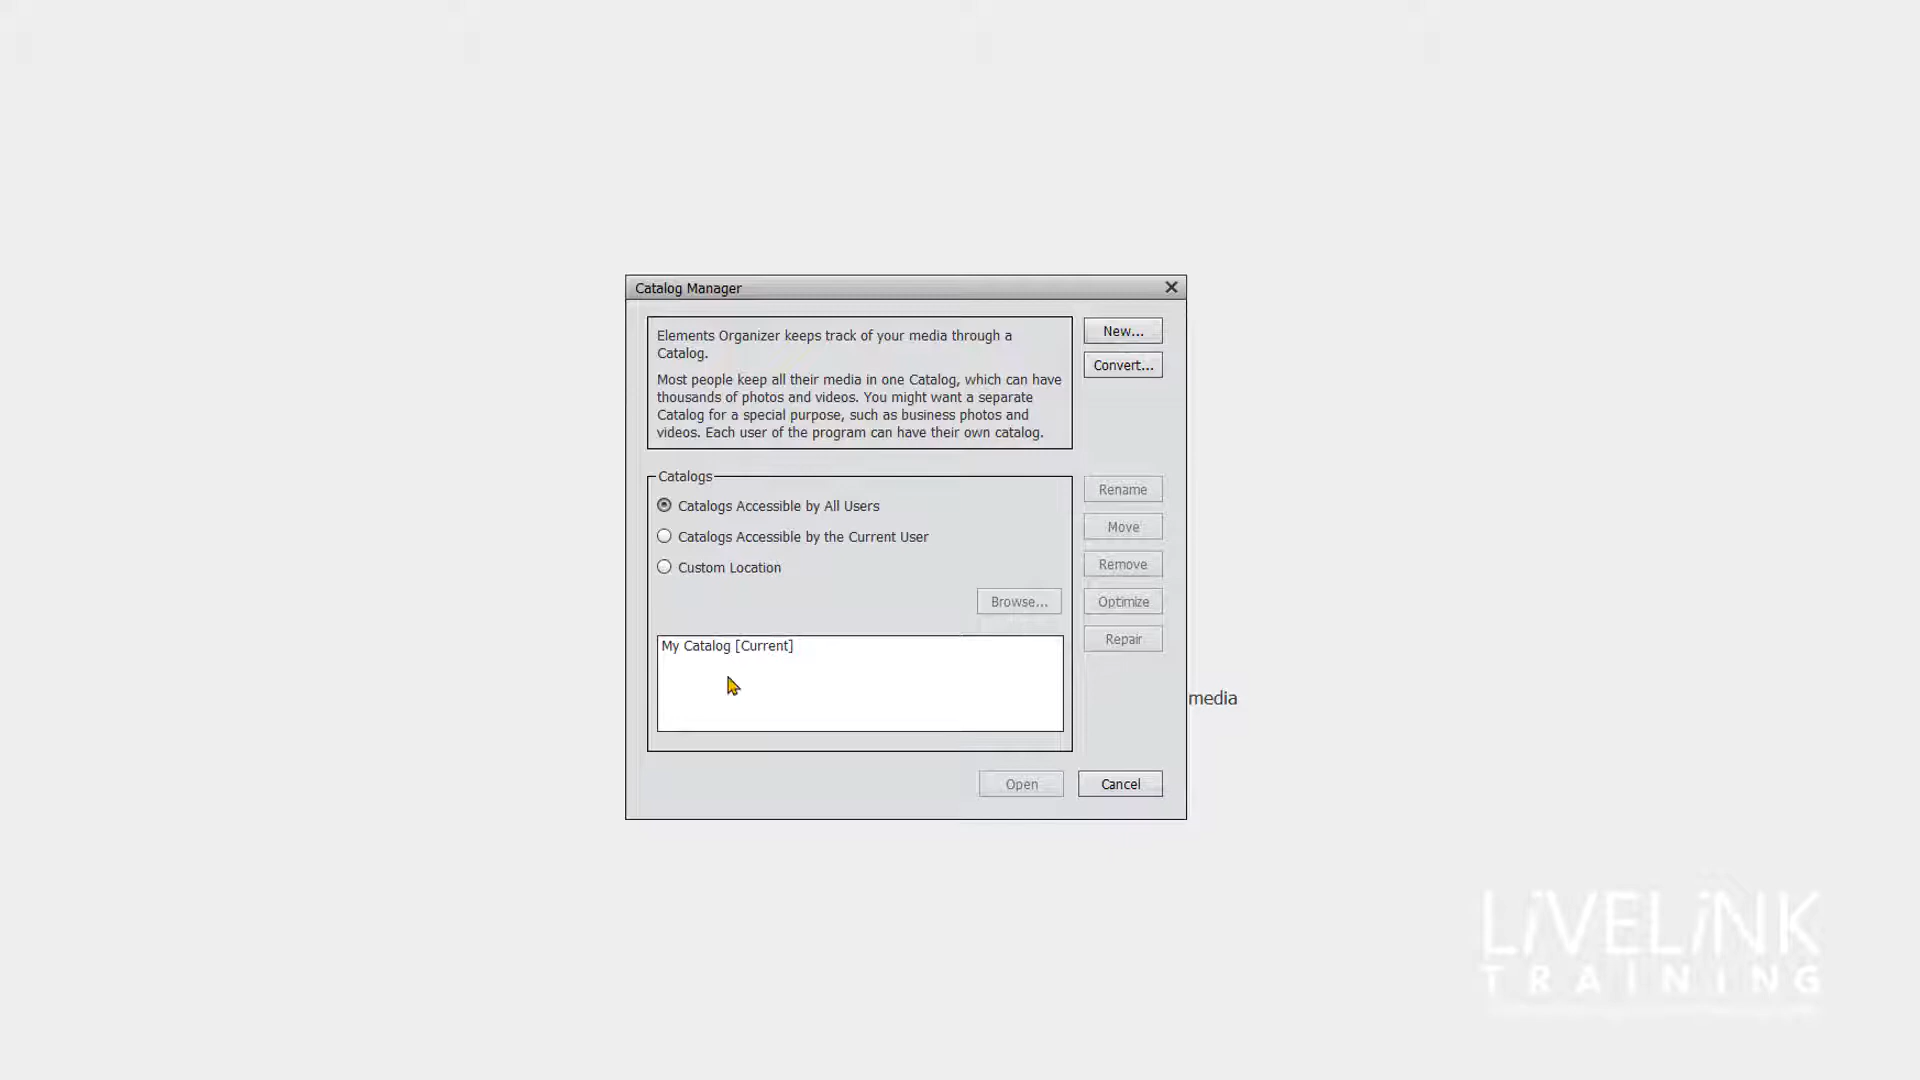 Catalog Manager
Elements Organizer keeps track of your media through a
Catalog.
Most people keep all their media in one Catalog, which can have
thousands of photos and videos. You might want a separate
Catalog for a special purpose, such as business photos and
videos. Each user of the program can have their own catalog.
New...
Convert...
Catalogs
Catalogs Accessible by All Users
Catalogs Accessible by the Current User
Custom Location
Browse...
My Catalog [Current]
Rename
Move
Remove
Optimize
Repair
media
Open
Cancel
LiVELiNK
TRAiNiNG